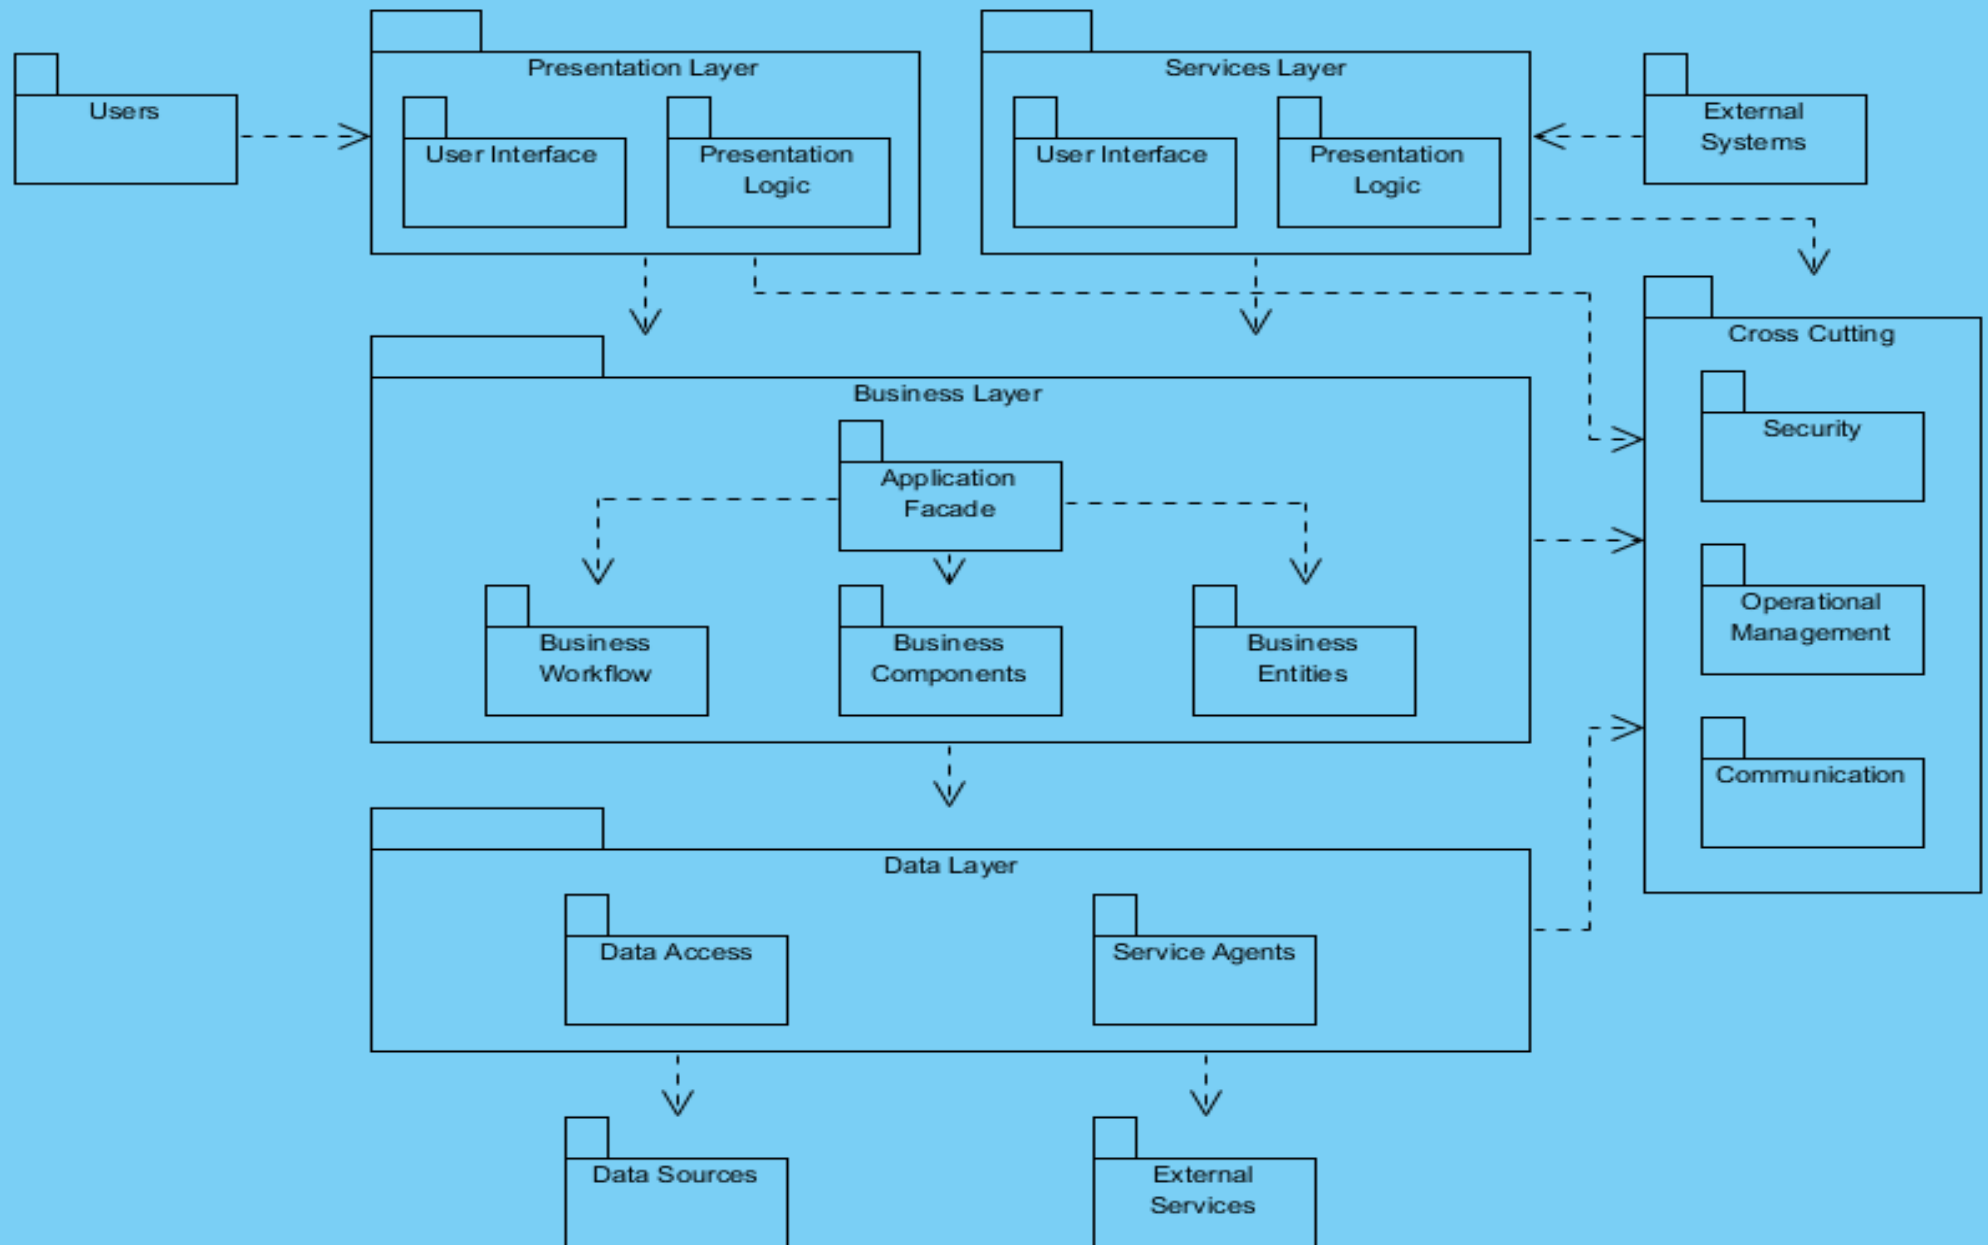 Users
Presentation Layer
User Interface
Presentation
Logic
Services Layer
User Interface
Presentation
Logic
External
Systems
Business Layer
Application
Facade
Business
Workflow
Business
Components
Business
Entities
Cross Cutting
Security
Operational
Management
Communication
Data Layer
Data Access
Service Agents
Data Sources
External
Services